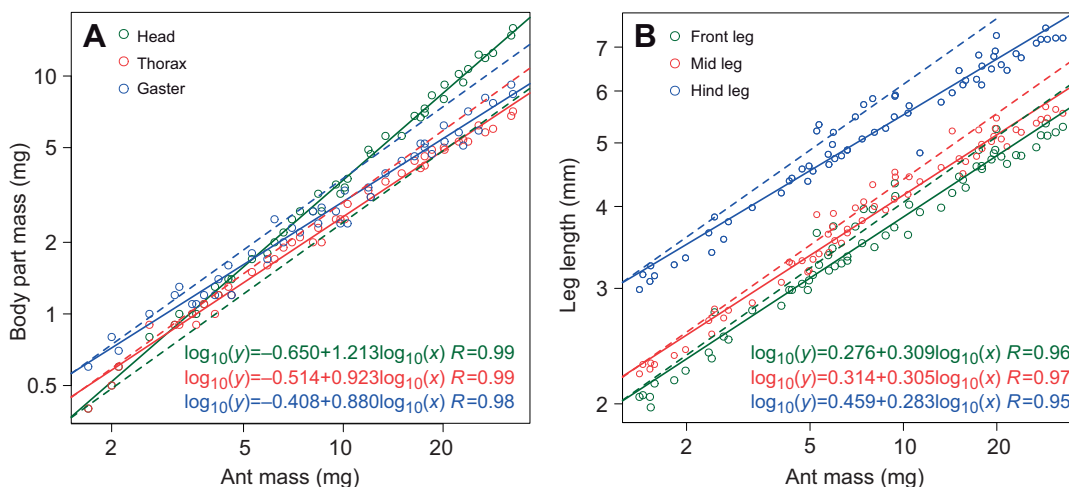 A
Head
Thorax
Gaster
10
5
2
1
0.5
Body part mass (mg)
log10(y)=–0.650+1.213log10(x) R=0.99
log10(y)=–0.514+0.923log10(x) R=0.99
log10(y)=–0.408+0.880log10(x) R=0.98
2 5 10 20
Ant mass (mg)
B
Front leg
Mid leg
Hind leg
7
6
5
4
3
2
Leg length (mm)
log10(y)=0.276+0.309log10(x) R=0.96
log10(y)=0.314+0.305log10(x) R=0.97
log10(y)=0.459+0.283log10(x) R=0.95
2 5 10 20
Ant mass (mg)